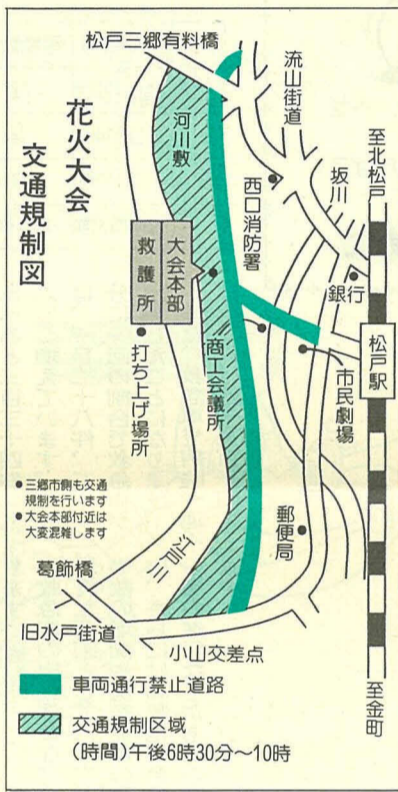 花火大会
交通規制図
松戸三郷有料橋
流山街道
河川敷
坂川
至北松戸
西口消防署
銀行
大会本部
救護所
松戸駅
打ち上げ場所
商工会議所
市民劇場
●三郷市側も交通
規制を行います
●大会本部付近は
大変混雑します
郵便局
江戸川
葛飾橋
旧水戸街道
小山交差点
至金町
車両通行禁止道路
交通規制区域
(時間)午後6時30分〜10時